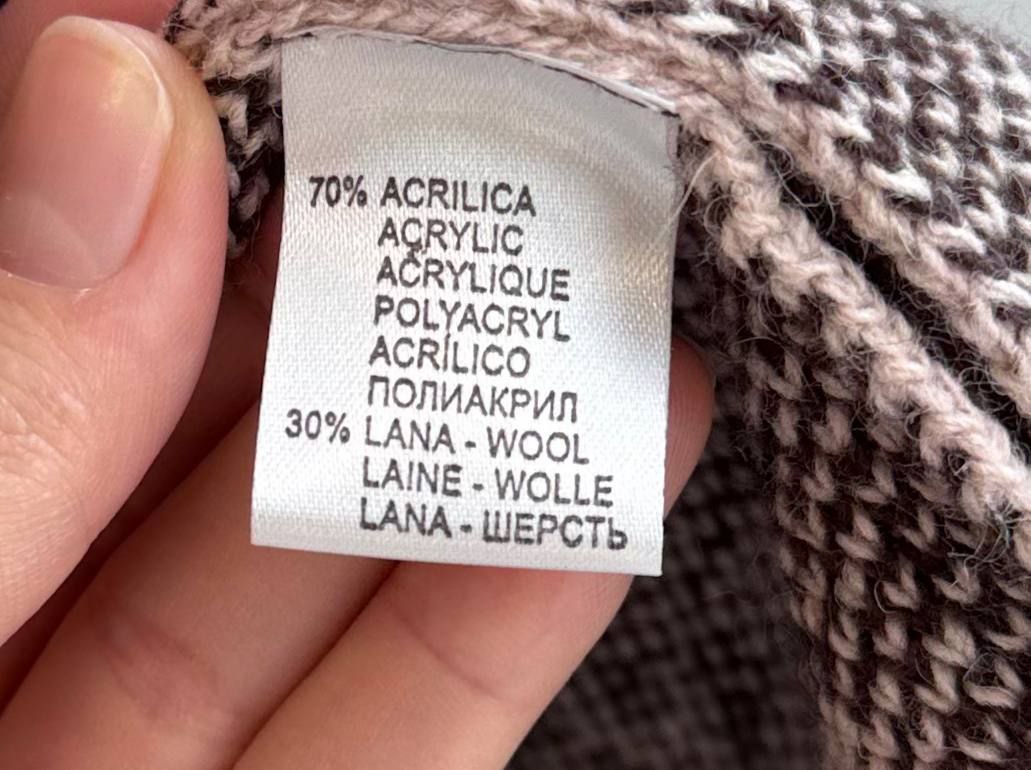 70% ACRILICA
ACRYLIC
ACRYLIQUE
POLYACRYL
ACRÍLICO
ПОЛИАКРИЛ
30% LANA - WOOL
LAINE - WOLLE
LANA - ШЕРСТЬ